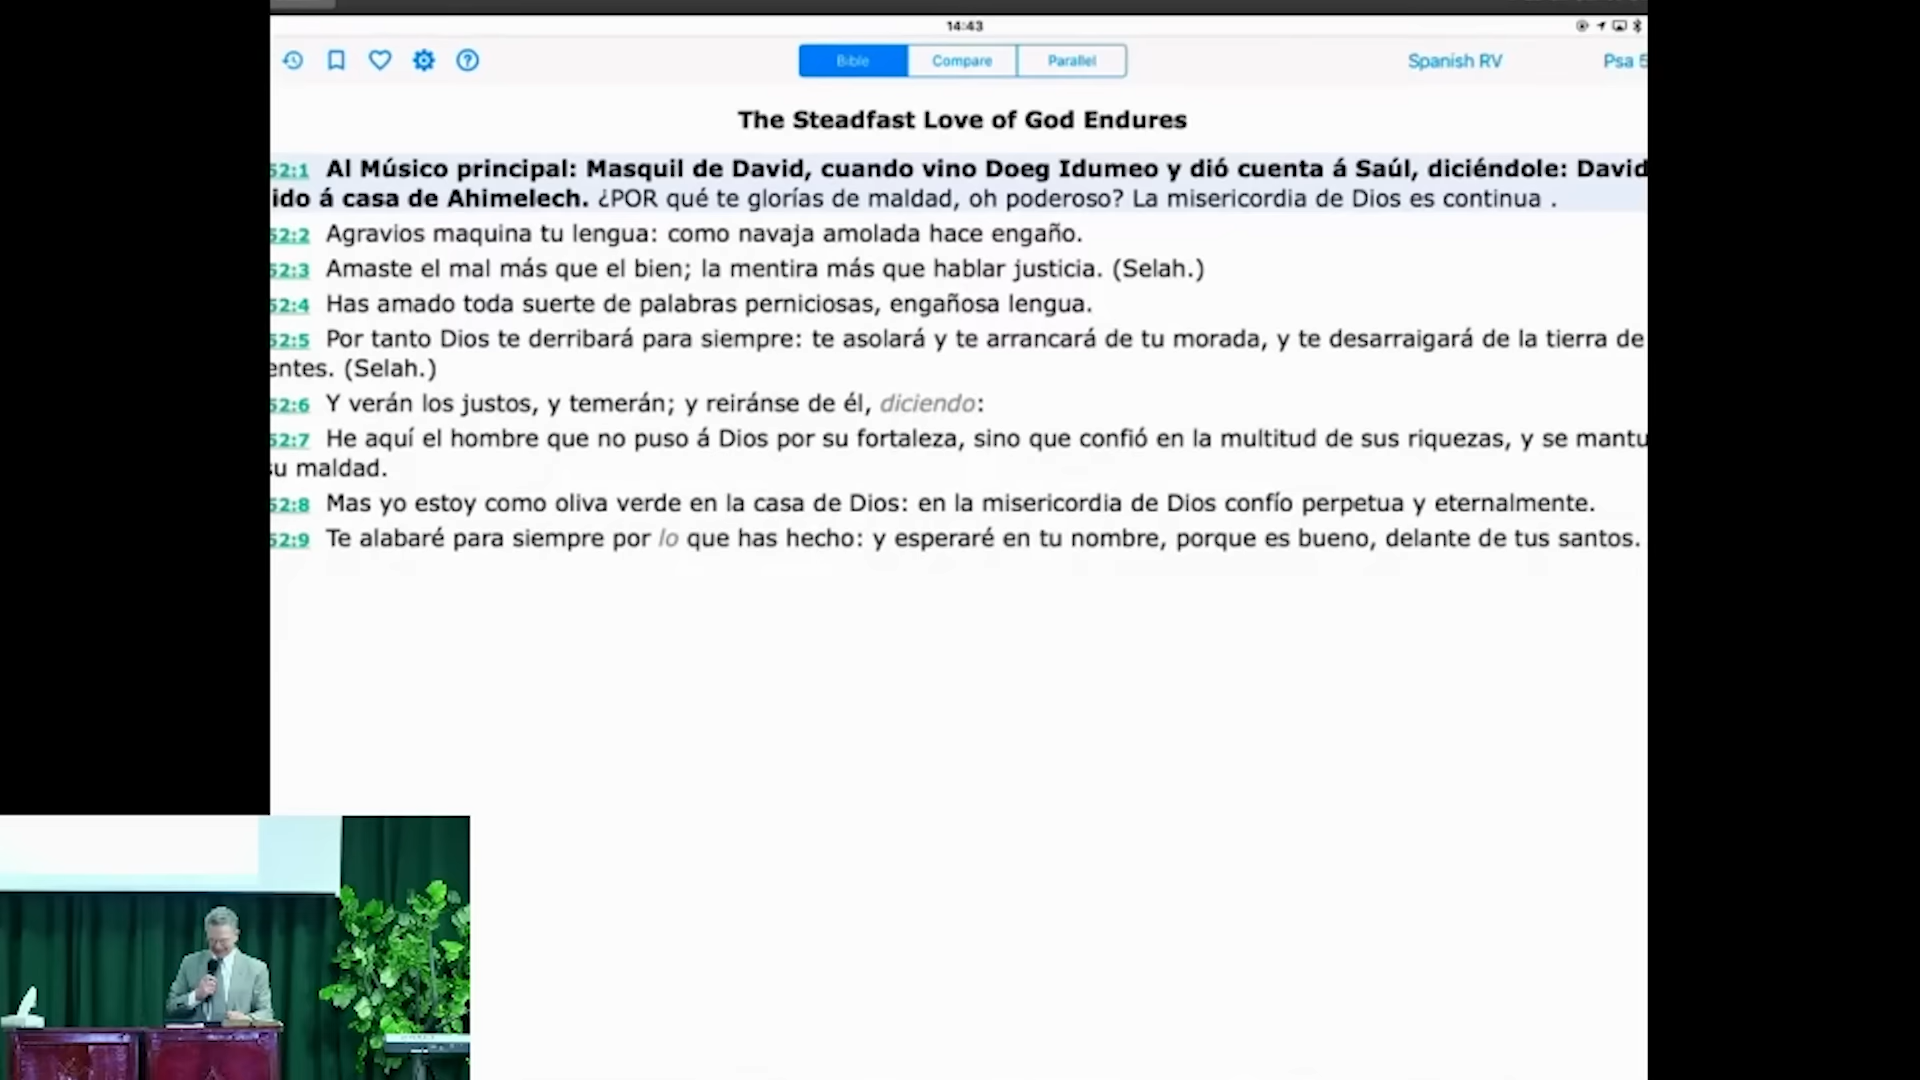 14:43
Bible Compare Parallel Spanish RV Psa 5
The Steadfast Love of God Endures
52:1 Al Músico principal: Masquil de David, cuando vino Doeg Idumeo y dió cuenta á Saúl, diciéndole: David
ido á casa de Ahimelech. ¿POR qué te glorías de maldad, oh poderoso? La misericordia de Dios es continua .
52:2 Agravios maquina tu lengua: como navaja amolada hace engaño.
52:3 Amaste el mal más que el bien; la mentira más que hablar justicia. (Selah.)
52:4 Has amado toda suerte de palabras perniciosas, engañosa lengua.
52:5 Por tanto Dios te derribará para siempre: te asolará y te arrancará de tu morada, y te desarraigará de la tierra de
entes. (Selah.)
52:6 Y verán los justos, y temerán; y reiránse de él, diciendo:
52:7 He aquí el hombre que no puso á Dios por su fortaleza, sino que confió en la multitud de sus riquezas, y se mantu
su maldad.
52:8 Mas yo estoy como oliva verde en la casa de Dios: en la misericordia de Dios confío perpetua y eternalmente.
52:9 Te alabaré para siempre por lo que has hecho: y esperaré en tu nombre, porque es bueno, delante de tus santos.